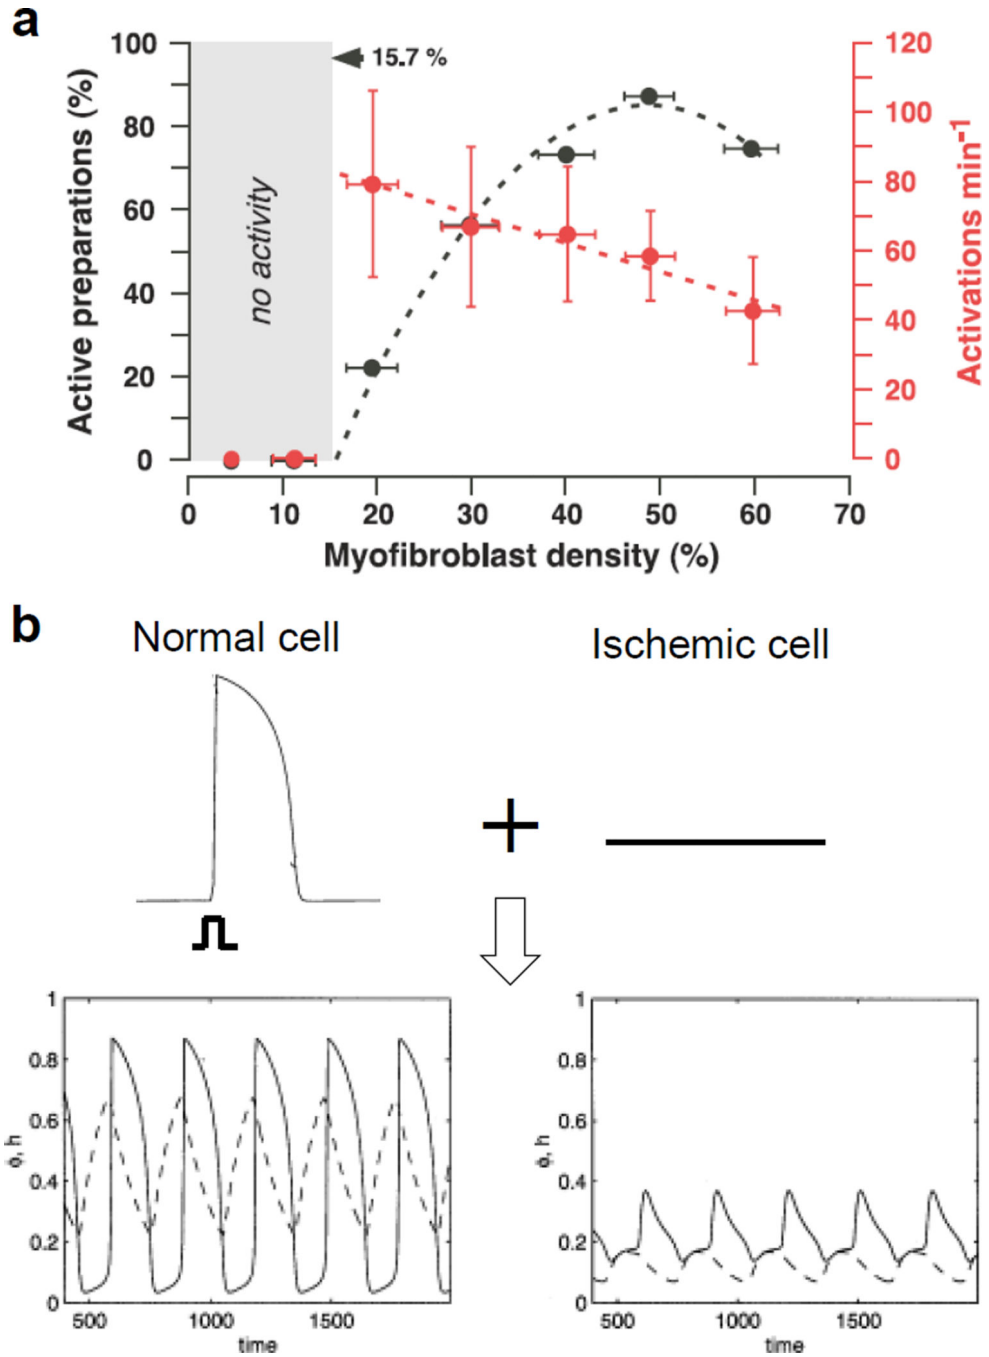 a
100
80
60
40
20
0
Active preparations (%)
no activity
15.7 %
120
100
80
60
40
20
0
Activations min⁻¹
0 10 20 30 40 50 60 70
Myofibroblast density (%)
b
Normal cell
Ischemic cell
+
1
0.8
0.6
0.4
0.2
0
ϕ, h
500 1000 1500
time
1
0.8
0.6
0.4
0.2
0
ϕ, h
500 1000 1500
time